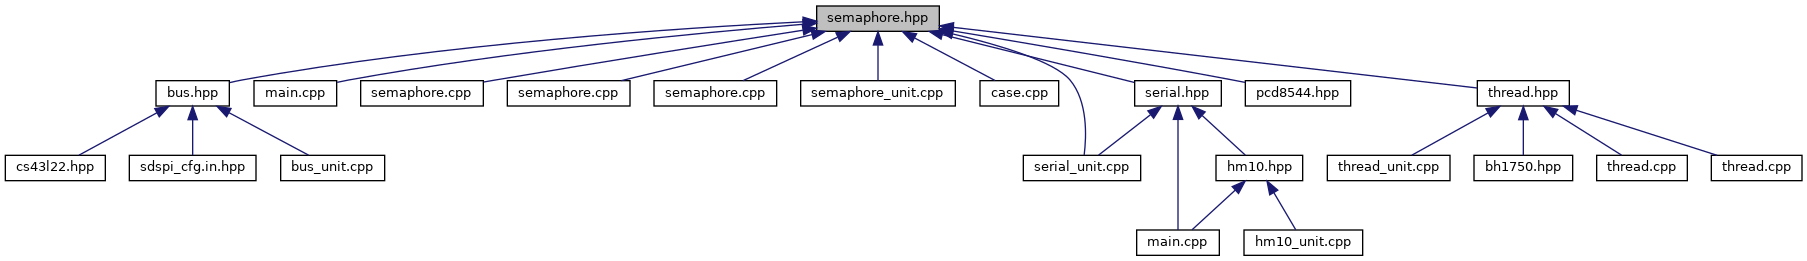 semaphore.hpp
bus.hpp
main.cpp
semaphore.cpp
semaphore.cpp
semaphore.cpp
semaphore_unit.cpp
case.cpp
serial.hpp
pcd8544.hpp
thread.hpp
cs43l22.hpp
sdspi_cfg.in.hpp
bus_unit.cpp
serial_unit.cpp
hm10.hpp
thread_unit.cpp
bh1750.hpp
thread.cpp
thread.cpp
main.cpp
hm10_unit.cpp